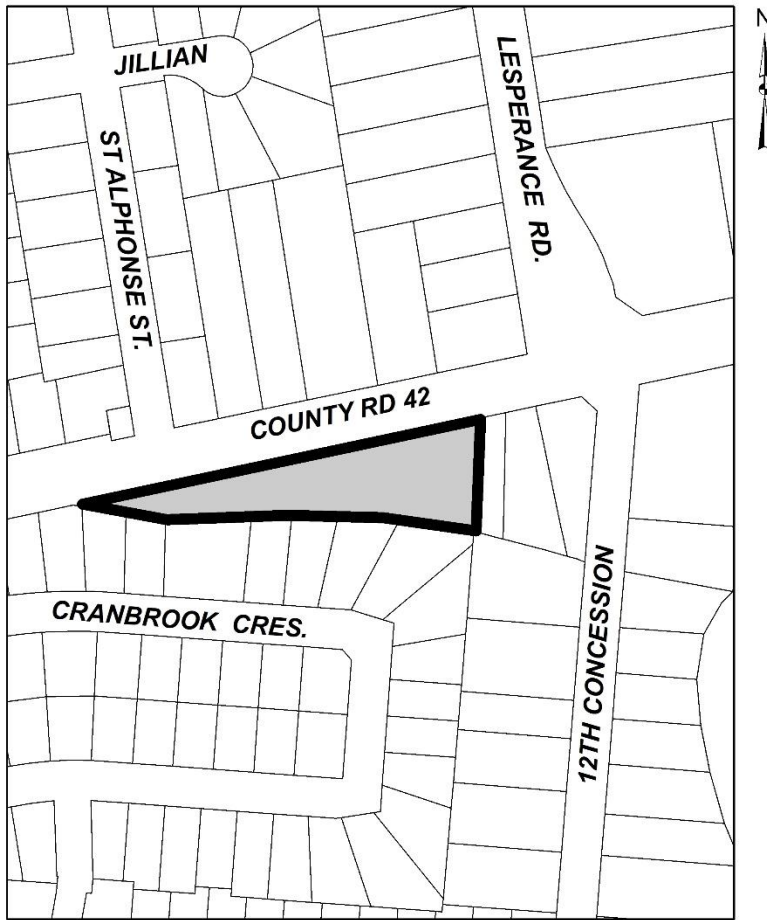 N
JILLIAN
LESPERANCE RD.
ST ALPHONSE ST.
COUNTY RD 42
CRANBROOK CRES.
12TH CONCESSION